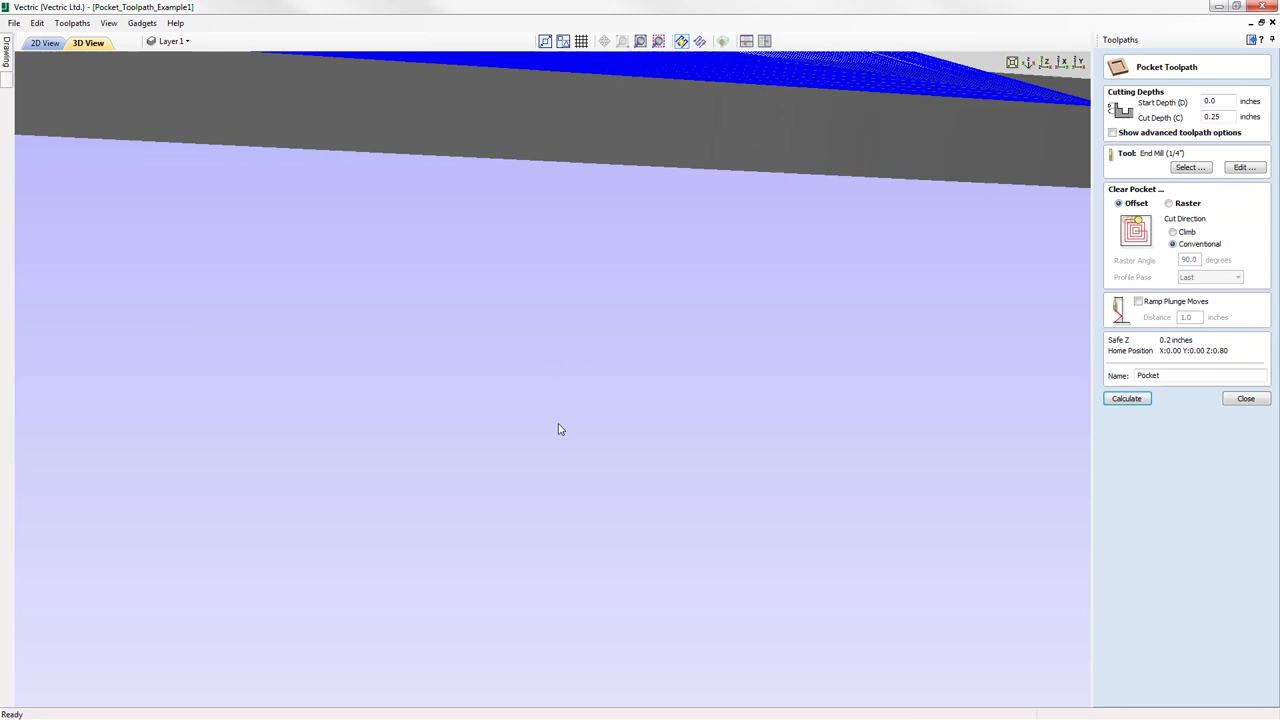 Vectric (Vectric Ltd.) - [Pocket_Toolpath_Example1]
File Edit Toolpaths View Gadgets Help
2D View 3D View Layer 1
Drawing
Toolpaths
Pocket Toolpath
Cutting Depths
Start Depth (D) 0.0 inches
Cut Depth (C) 0.25 inches
Show advanced toolpath options
Tool: End Mill (1/4")
Select ... Edit ...
Clear Pocket ...
Offset Raster
Cut Direction
Climb
Conventional
Raster Angle 90.0 degrees
Profile Pass Last
Ramp Plunge Moves
Distance 1.0 inches
Safe Z 0.2 inches
Home Position X:0.00 Y:0.00 Z:0.80
Name: Pocket
Calculate Close
Ready